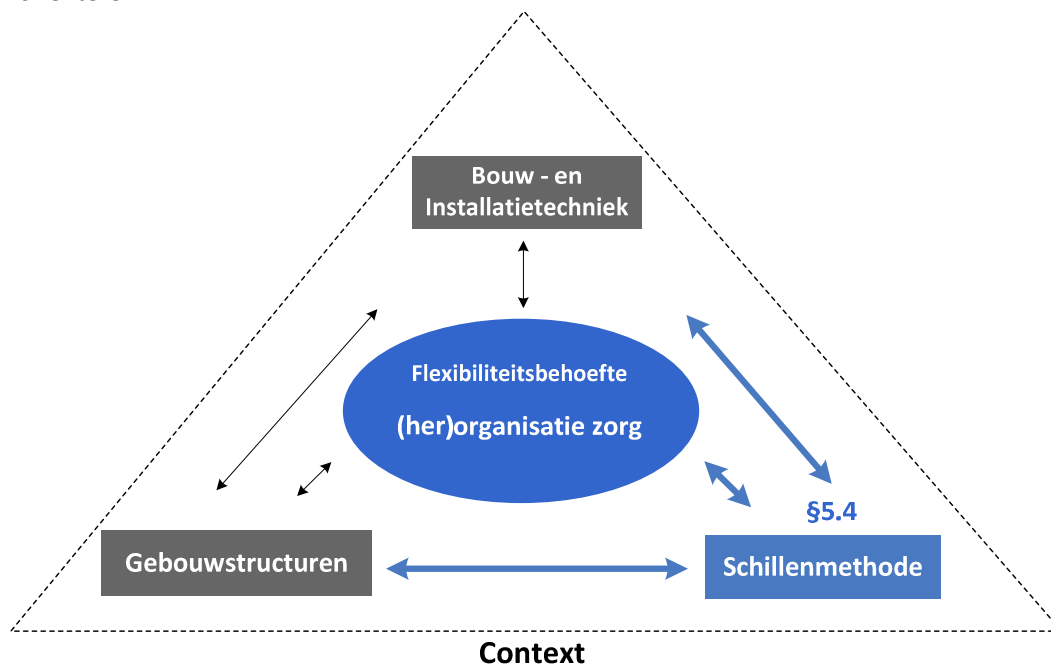 Bouw - en
Installatietechniek
Flexibiliteitsbehoefte
(her)organisatie zorg
§5.4
Gebouwstructuren
Schillenmethode
Context